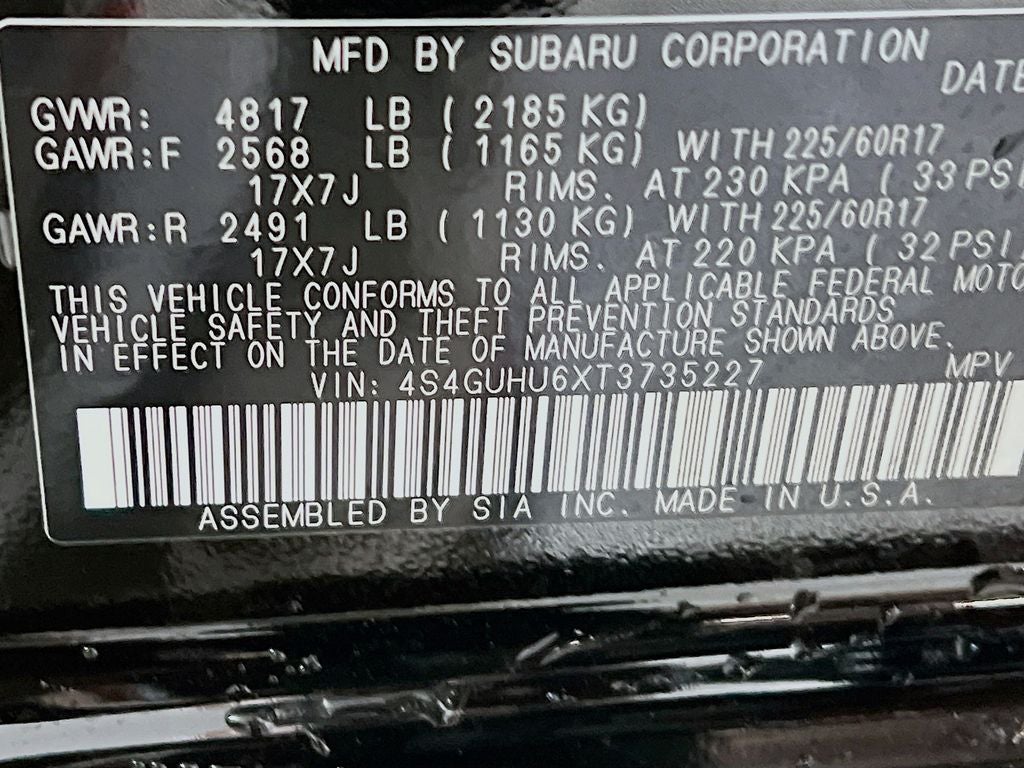 MFD BY SUBARU CORPORATION
DATE
GVWR: 4817 LB ( 2185 KG)
GAWR:F 2568 LB ( 1165 KG) WITH 225/60R17
17X7J RIMS. AT 230 KPA ( 33 PSI
GAWR:R 2491 LB ( 1130 KG) WITH 225/60R17
17X7J RIMS. AT 220 KPA ( 32 PSI)
THIS VEHICLE CONFORMS TO ALL APPLICABLE FEDERAL MOTO
VEHICLE SAFETY AND THEFT PREVENTION STANDARDS
IN EFFECT ON THE DATE OF MANUFACTURE SHOWN ABOVE.
VIN: 4S4GUHU6XT3735227 MPV
ASSEMBLED BY SIA INC. MADE IN U.S.A.